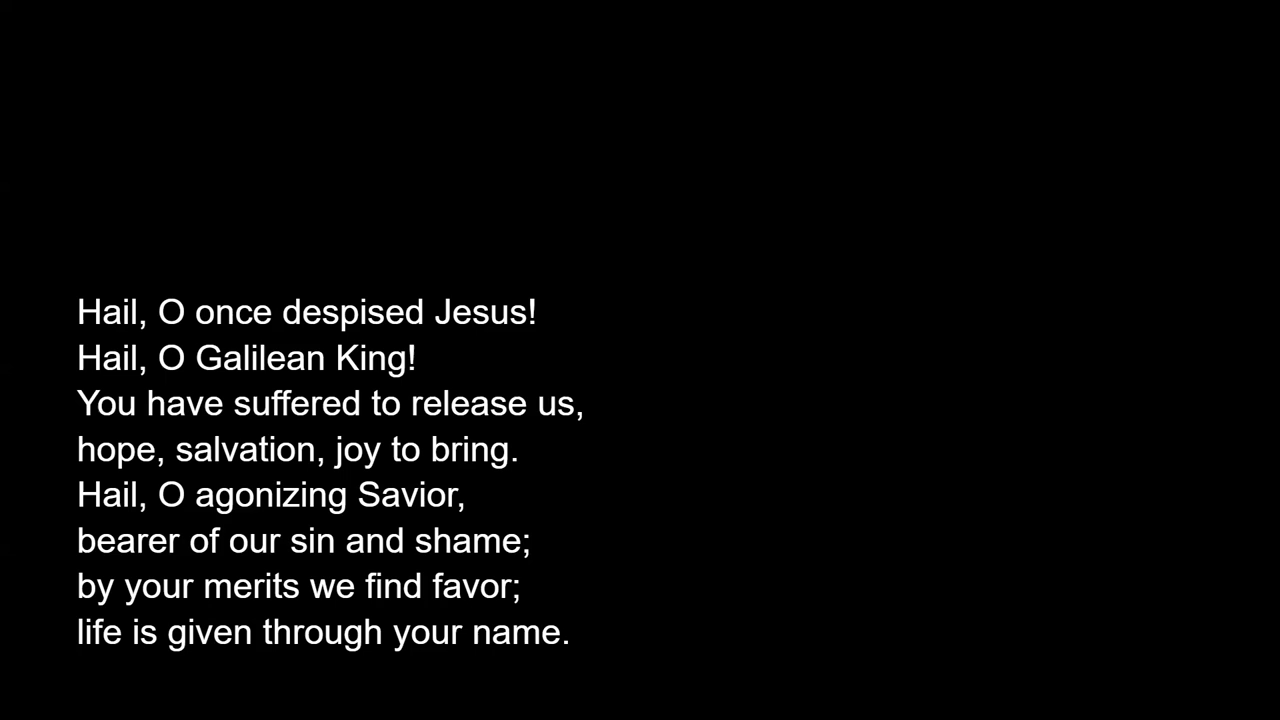 Hail, O once despised Jesus!
Hail, O Galilean King!
You have suffered to release us,
hope, salvation, joy to bring.
Hail, O agonizing Savior,
bearer of our sin and shame;
by your merits we find favor;
life is given through your name.